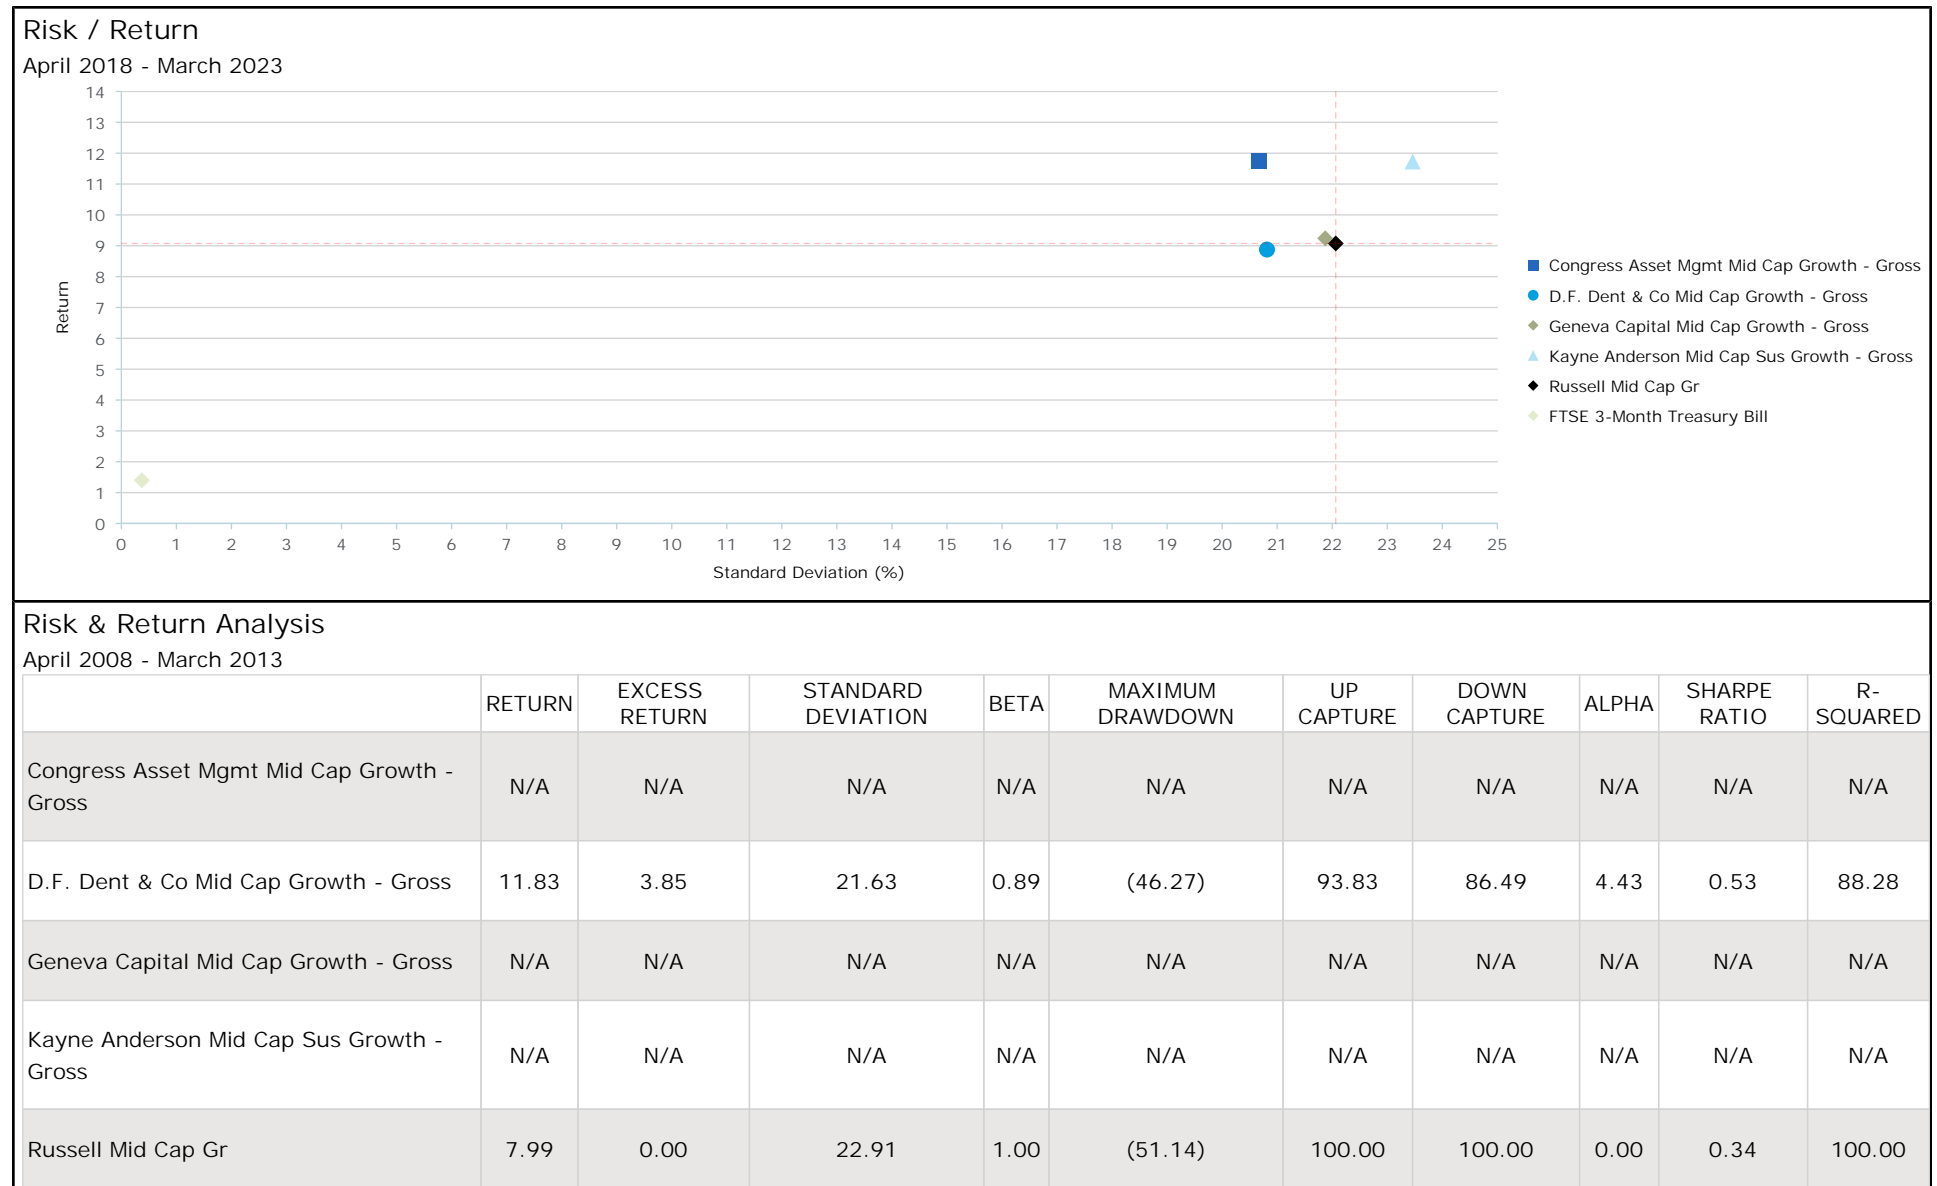 Risk / Return
April 2018 - March 2023
14
13
12
11
10
9
8
7
6
5
4
3
2
1
0
Return
0 1 2 3 4 5 6 7 8 9 10 11 12 13 14 15 16 17 18 19 20 21 22 23 24 25
Standard Deviation (%)
Congress Asset Mgmt Mid Cap Growth - Gross
D.F. Dent & Co Mid Cap Growth - Gross
Geneva Capital Mid Cap Growth - Gross
Kayne Anderson Mid Cap Sus Growth - Gross
Russell Mid Cap Gr
FTSE 3-Month Treasury Bill
Risk & Return Analysis
April 2008 - March 2013
RETURN EXCESS RETURN STANDARD DEVIATION BETA MAXIMUM DRAWDOWN UP CAPTURE DOWN CAPTURE ALPHA SHARPE RATIO R-SQUARED
Congress Asset Mgmt Mid Cap Growth -
Gross
N/A N/A N/A N/A N/A N/A N/A N/A N/A N/A
D.F. Dent & Co Mid Cap Growth - Gross 11.83 3.85 21.63 0.89 (46.27) 93.83 86.49 4.43 0.53 88.28
Geneva Capital Mid Cap Growth - Gross N/A N/A N/A N/A N/A N/A N/A N/A N/A N/A
Kayne Anderson Mid Cap Sus Growth -
Gross
N/A N/A N/A N/A N/A N/A N/A N/A N/A N/A
Russell Mid Cap Gr 7.99 0.00 22.91 1.00 (51.14) 100.00 100.00 0.00 0.34 100.00